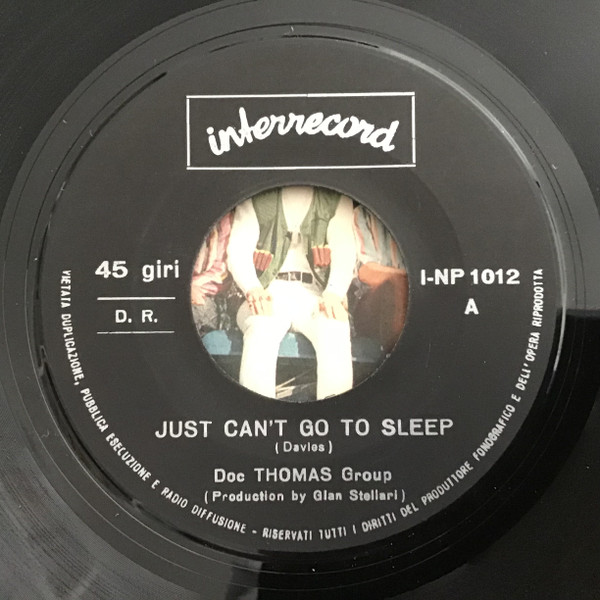 interrecord
45 giri
D. R.
I-NP 1012
A
JUST CAN'T GO TO SLEEP
(Davies)
Doc THOMAS Group
(Production by Gian Stellari)
VIETATA DUPLICAZIONE, PUBBLICA ESECUZIONE E RADIO DIFFUSIONE - RISERVATI TUTTI I DIRITTI DEL PRODUTTORE FONOGRAFICO E DELL'OPERA RIPRODOTTA